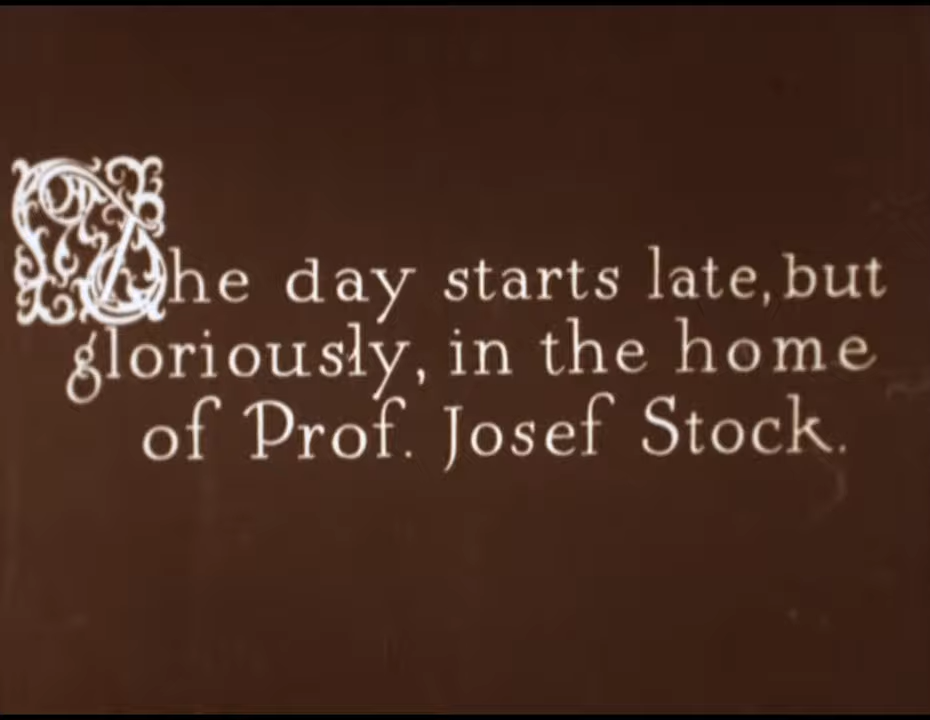 The day starts late, but
gloriously, in the home
of Prof. Josef Stock.